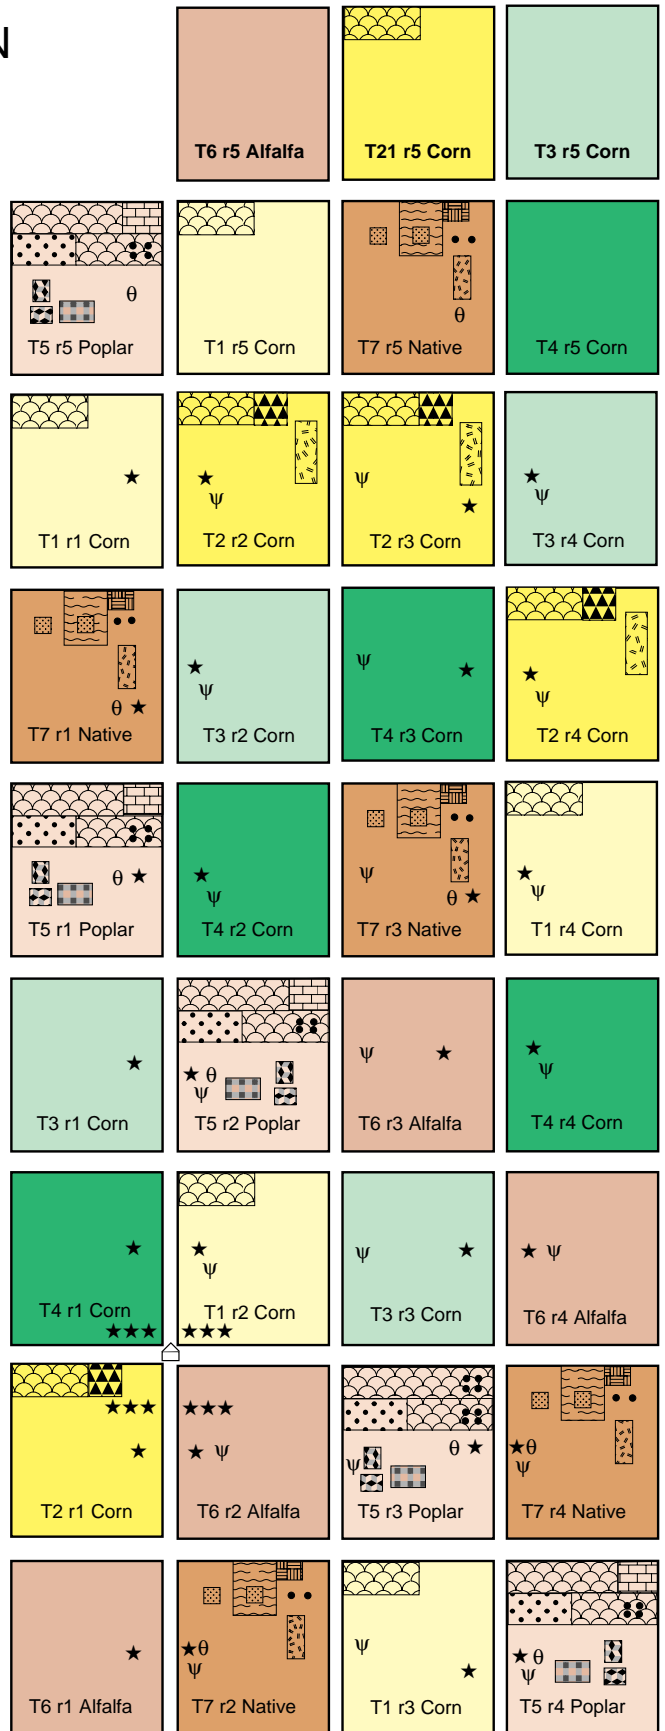 N
T6 r5 Alfalfa
T21 r5 Corn
T3 r5 Corn
θ
T5 r5 Poplar
T1 r5 Corn
θ
T7 r5 Native
T4 r5 Corn
T1 r1 Corn
ψ
T2 r2 Corn
ψ
T2 r3 Corn
ψ
T3 r4 Corn
θ
T7 r1 Native
ψ
T3 r2 Corn
ψ
T4 r3 Corn
ψ
T2 r4 Corn
θ
T5 r1 Poplar
ψ
T4 r2 Corn
ψ
θ
T7 r3 Native
ψ
T1 r4 Corn
T3 r1 Corn
θ
ψ
T5 r2 Poplar
ψ
T6 r3 Alfalfa
ψ
T4 r4 Corn
T4 r1 Corn
ψ
T1 r2 Corn
ψ
T3 r3 Corn
ψ
T6 r4 Alfalfa
T2 r1 Corn
ψ
T6 r2 Alfalfa
θ
ψ
T5 r3 Poplar
θ
ψ
T7 r4 Native
T6 r1 Alfalfa
θ
ψ
T7 r2 Native
ψ
T1 r3 Corn
θ
ψ
T5 r4 Poplar